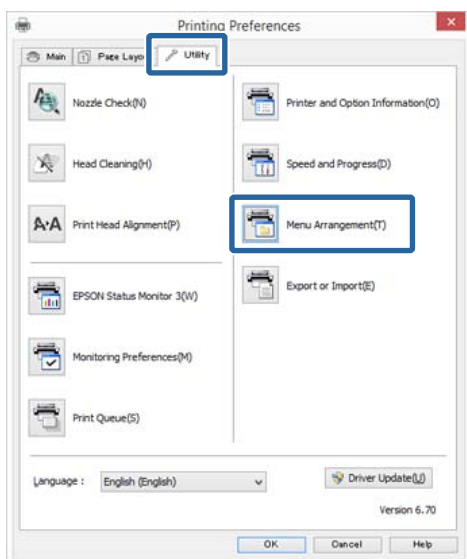 Printing Preferences
Main
Page Layo
Utility
Nozzle Check(N)
Head Cleaning(H)
Print Head Alignment(P)
EPSON Status Monitor 3(W)
Monitoring Preferences(M)
Print Queue(S)
Printer and Option Information(O)
Speed and Progress(D)
Menu Arrangement(T)
Export or Import(E)
Language : English (English)
Driver Update(U)
Version 6.70
OK Cancel Help